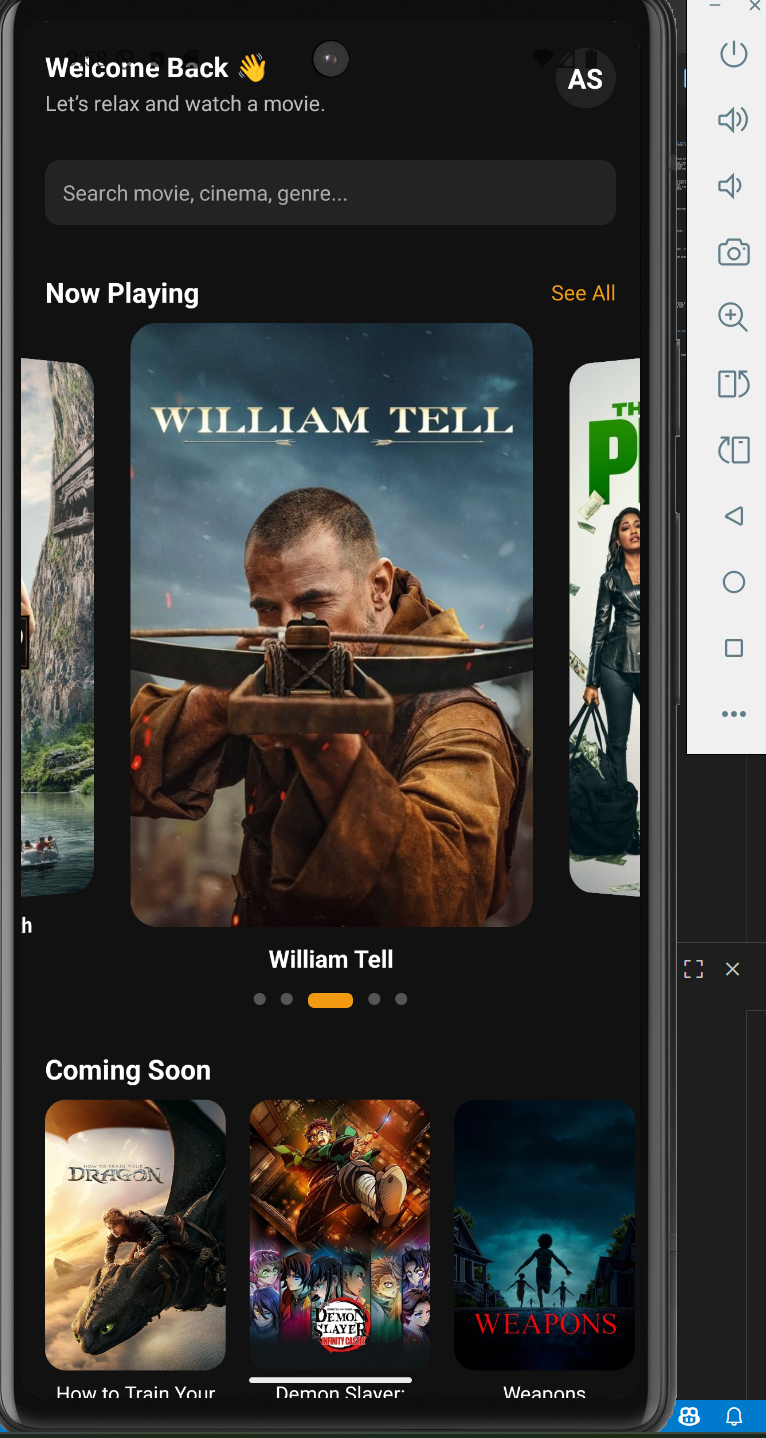 Welcome Back 👋
AS
Let's relax and watch a movie.
Search movie, cinema, genre...
Now Playing
See All
WILLIAM TELL
TH
P
h
William Tell
Coming Soon
HOW TO TRAIN YOUR
DRAGON
DEMON
SLAYER
INFINITY CASTLE
WEAPONS
How to Train Your
Demon Slayer:
Weapons